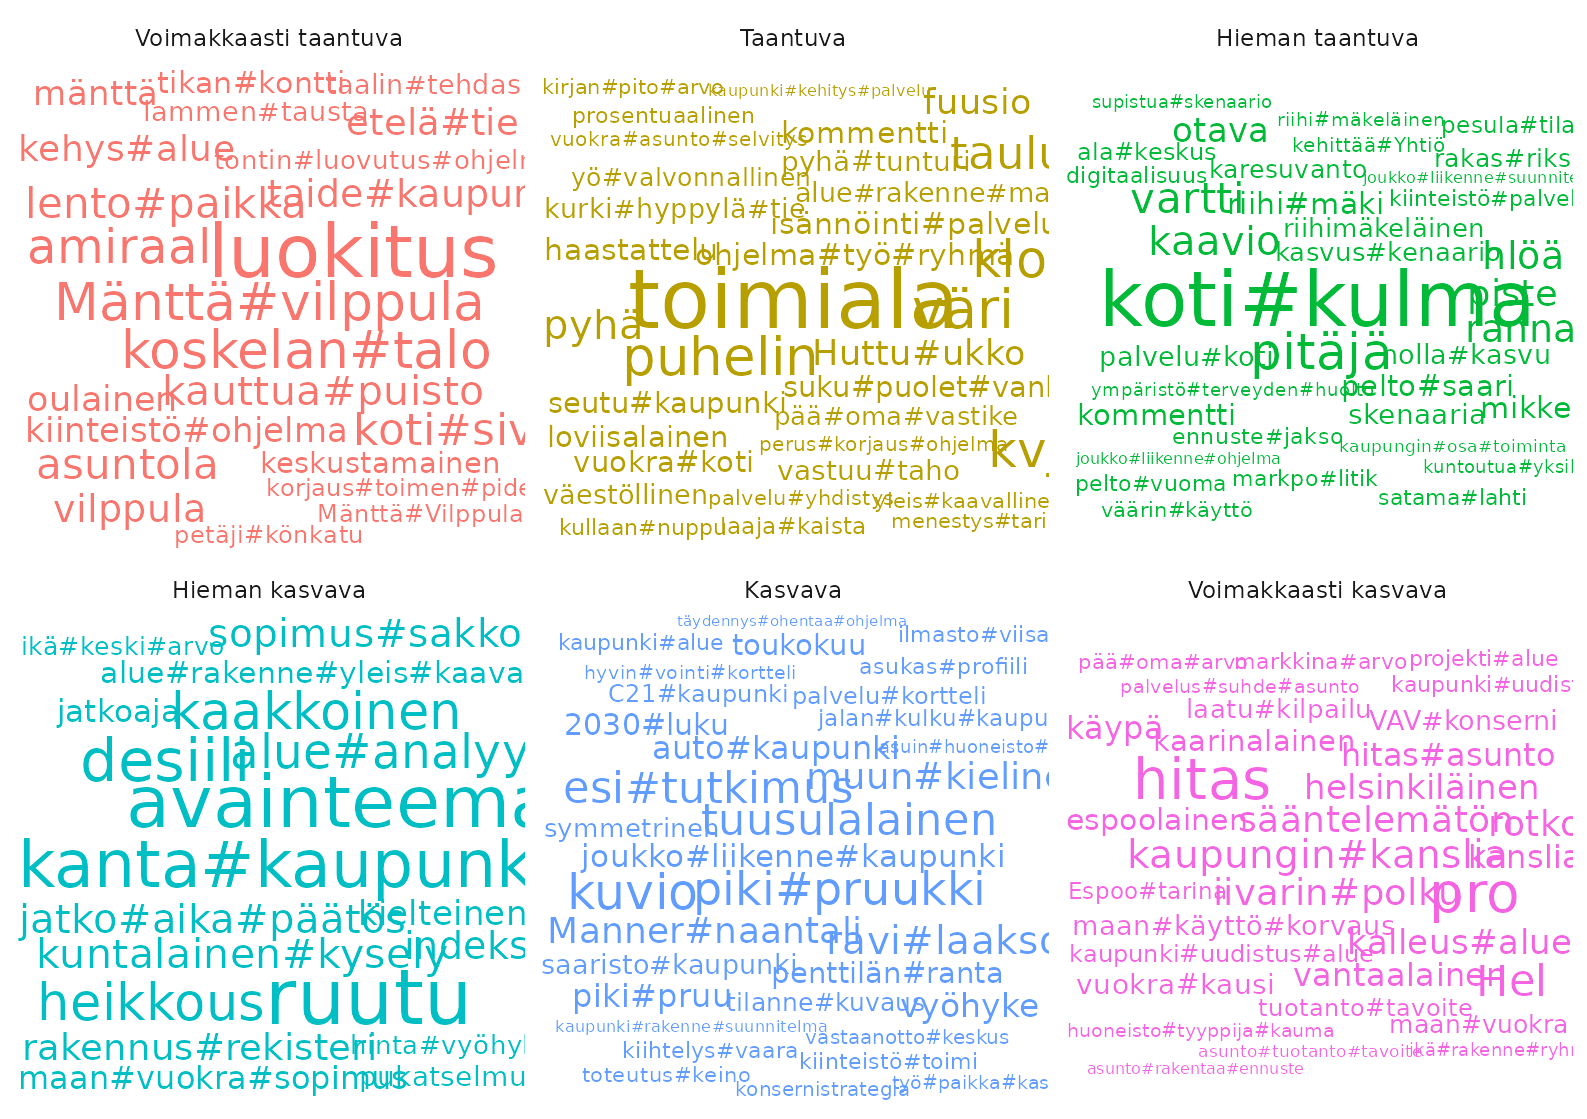 Voimakkaasti taantuva
tikan#kontti
taalin#tehdas
mänttä
lammen#tausta
etelä#tie
kehys#alue
tontin#luovutus#ohjelm
taide#kaupun
lento#paikka
amiraali
luokitus
Mänttä#vilppula
koskelan#talo
kauttua#puisto
oulainen
kiinteistö#ohjelma
koti#siv
asuntola
keskustamainen
korjaus#toimen#pide
vilppula
Mänttä#Vilppula
petäji#könkatu
Taantuva
kirjan#pito#arvo
kaupunki#kehitys#palvelu
fuusio
prosentuaalinen
kommentti
vuokra#asunto#selvitys
taulu
pyhä#tunturi
yö#valvonnallinen
alue#rakenne#ma
kurki#hyppylä#tie
isännöinti#palvelu
haastattelu
ohjelma#työ#ryhmä
klo
toimiala
väri
pyhä
puhelin
Huttu#ukko
suku#puolet#vanh
seutu#kaupunki
pää#oma#vastike
loviisalainen
perus#korjaus#ohjelma
kv
vuokra#koti
vastuu#taho
väestöllinen
palvelu#yhdistys
yleis#kaavalline
kullaan#nuppu
laaja#kaista
menestys#tari
Hieman taantuva
supistua#skenaario
otava
riihi#mäkeläinen
pesula#tila
kehittää#Yhtiö
ala#keskus
karesuvanto
rakas#riks
digitaalisuus
joukko#liikenne#suunnite
vartti
riihi#mäki
kiinteistö#palvel
riihimäkeläinen
kaavio
kasvus#kenaario
hlöä
koti#kulma
piste
ranna
pitäjä
palvelu#koti
nolla#kasvu
ympäristö#terveyden#huolto
pelto#saari
kommentti
skenaaria
mikke
ennuste#jakso
kaupungin#osa#toiminta
joukko#liikenne#ohjelma
kuntoutua#yksil
pelto#vuoma
markpo#litik
satama#lahti
väärin#käyttö
Hieman kasvava
ikä#keski#arvo
sopimus#sakko
alue#rakenne#yleis#kaava
jatkoaja
kaakkoinen
desiili
alue#analyy
avainteema
kanta#kaupunk
jatko#aika#päätös
kielteinen
kuntalainen#kysely
indeks
heikkous
ruutu
rakennus#rekisteri
hinta#vyöhy
maan#vuokra#sopimus
pukatselmu
Kasvava
täydennys#ohentaa#ohjelma
kaupunki#alue
toukokuu
ilmasto#viisa
hyvin#vointi#kortteli
asukas#profiili
C21#kaupunki
palvelu#kortteli
2030#luku
jalan#kulku#kaupu
auto#kaupunki
asuin#huoneisto#
esi#tutkimus
muun#kieline
symmetrinen
tuusulalainen
joukko#liikenne#kaupunki
kuvio
piki#pruukki
Manner#naantali
ravi#laakso
saaristo#kaupunki
penttilän#ranta
piki#pruu
tilanne#kuvaus
vyöhyke
kaupunki#rakenne#suunnitelma
vastaanotto#keskus
kiihtelys#vaara
kiinteistö#toimi
toteutus#keino
konsernistrategia
työ#paikka#kas
Voimakkaasti kasvava
pää#oma#arvo
markkina#arvo
projekti#alue
palvelus#suhde#asunto
kaupunki#uudist
laatu#kilpailu
VAV#konserni
käypä
kaarinalainen
hitas#asunto
hitas
helsinkiläinen
espoolainen
sääntelemätön
rotko
kaupungin#kanslia
kanslia
Espoo#tarina
iivarin#polku
pro
maan#käyttö#korvaus
kalleus#alue
kaupunki#uudistus#alue
vuokra#kausi
vantaalainen
Hel
tuotanto#tavoite
huoneisto#tyyppija#kauma
maan#vuokra
asunto#tuotanto#tavoite
ikä#rakenne#ryhm
asunto#rakentaa#ennuste